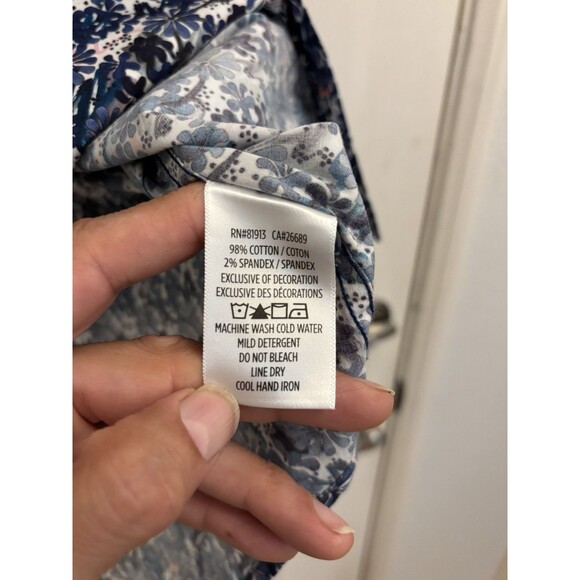 RN#81913 CA#26689
98% COTTON / COTON
2% SPANDEX / SPANDEX
EXCLUSIVE OF DECORATION
EXCLUSIVE DES DÉCORATIONS
MACHINE WASH COLD WATER
MILD DETERGENT
DO NOT BLEACH
LINE DRY
COOL HAND IRON